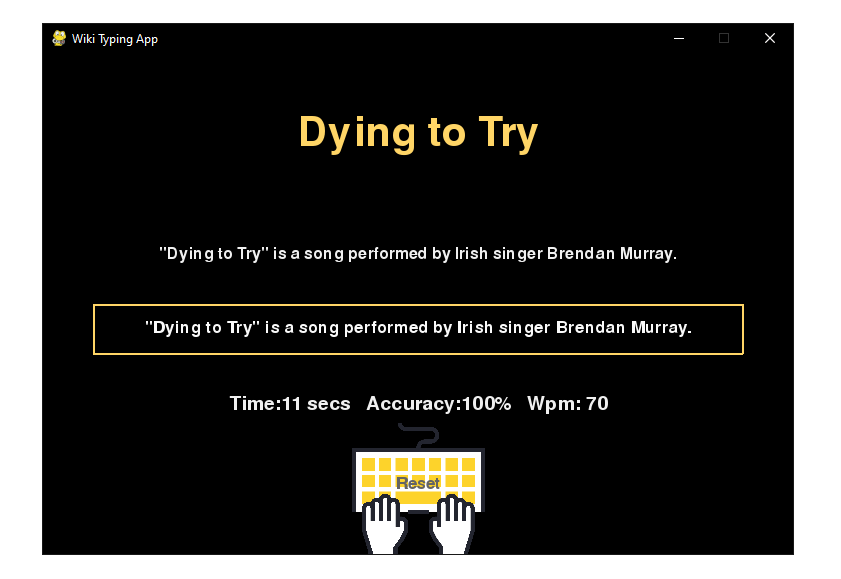 Wiki Typing App
Dying to Try
"Dying to Try" is a song performed by Irish singer Brendan Murray.
"Dying to Try" is a song performed by Irish singer Brendan Murray.
Time:11 secs Accuracy:100% Wpm: 70
Reset